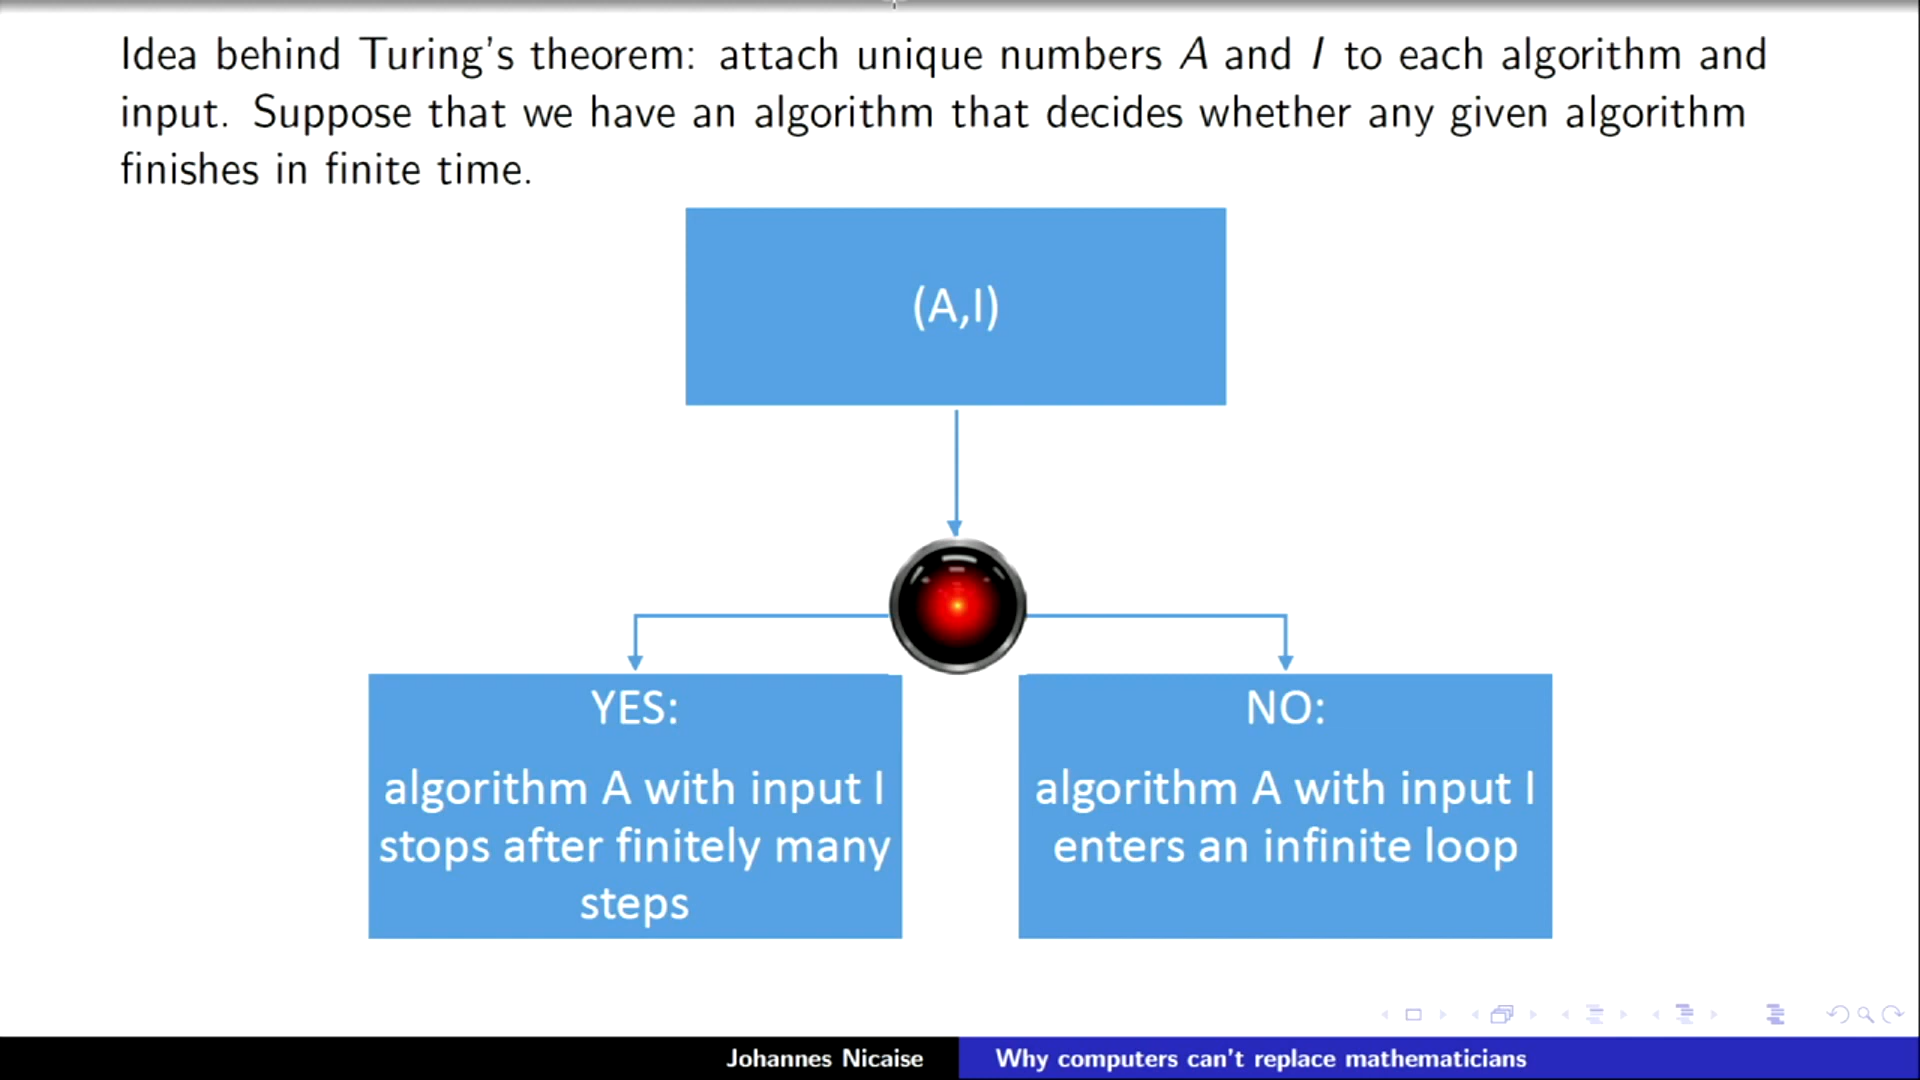 Idea behind Turing's theorem: attach unique numbers A and I to each algorithm and
input. Suppose that we have an algorithm that decides whether any given algorithm
finishes in finite time.
(A,I)
YES:
algorithm A with input I
stops after finitely many
steps
NO:
algorithm A with input I
enters an infinite loop
Johannes Nicaise
Why computers can't replace mathematicians